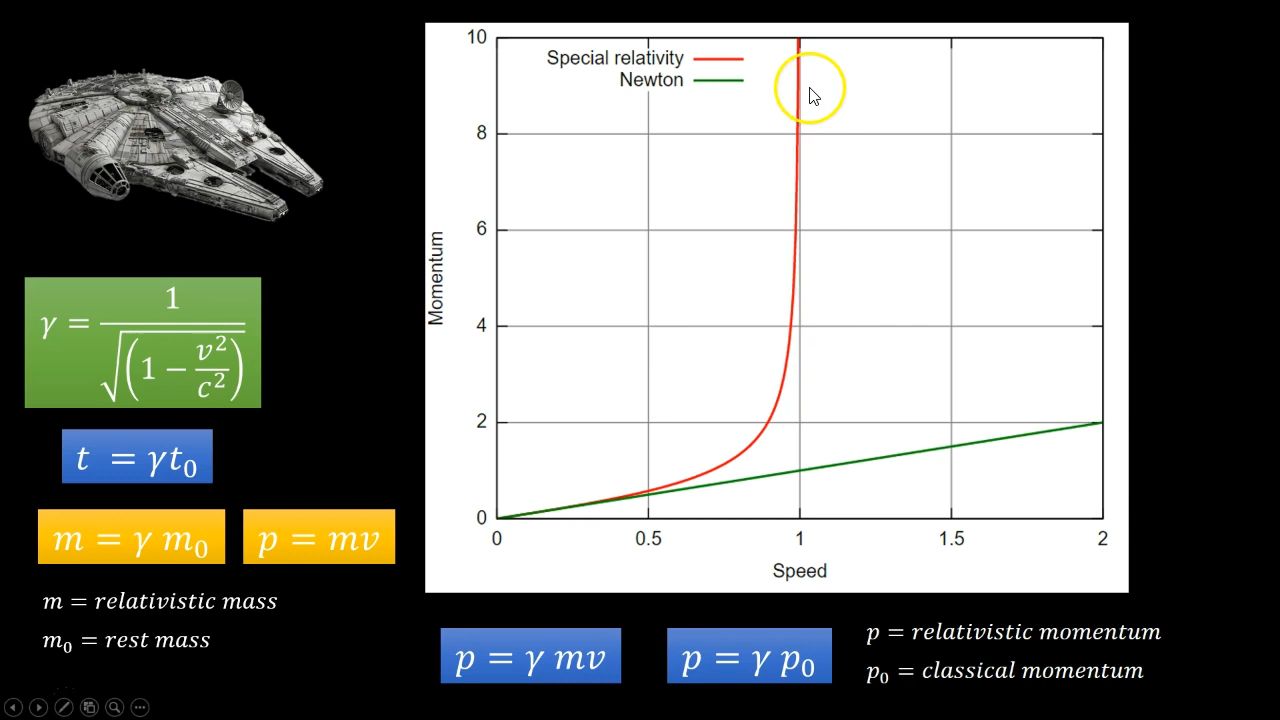 10
Special relativity
Newton
8
6
4
2
0
Momentum
0 0.5 1 1.5 2
Speed
γ = 1 / √(1 − v²/c²)
t = γt₀
m = γ m₀
p = mv
m = relativistic mass
m₀ = rest mass
p = γ mv
p = γ p₀
p = relativistic momentum
p₀ = classical momentum